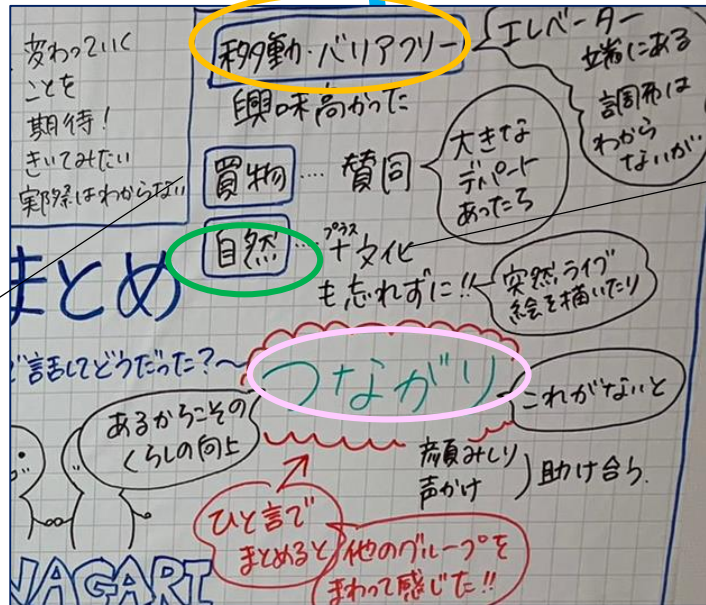 変わっていく
ことを
期待!
きいてみたい
実際はわからない
移動・バリアフリー
興味高かった
エレベーター
端にある
調布は
わから
ないが
買物 … 賛同
大きな
デパート
あったら
自然 … プラス + 文化
も忘れずに!!
突然ライブ
絵を描いたり
まとめ
話してどうだった?〜
つながり
これがないと
あるからこその
くらしの向上
顔みしり
声かけ
助け合
ひと言で
まとめると
他のグループを
まわって感じた!!
NAGARI